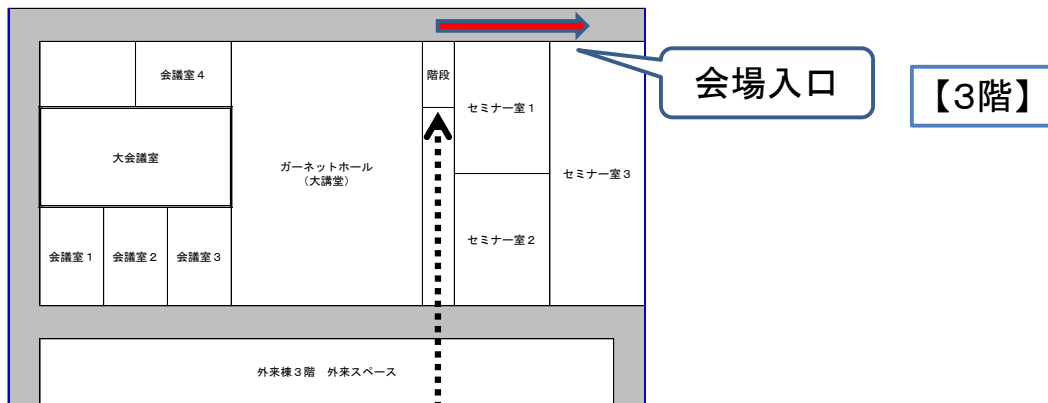 会議室4
階段
会場入口
【3階】
セミナー室1
大会議室
ガーネットホール
(大講堂)
セミナー室3
セミナー室2
会議室1
会議室2
会議室3
外来棟3階 外来スペース